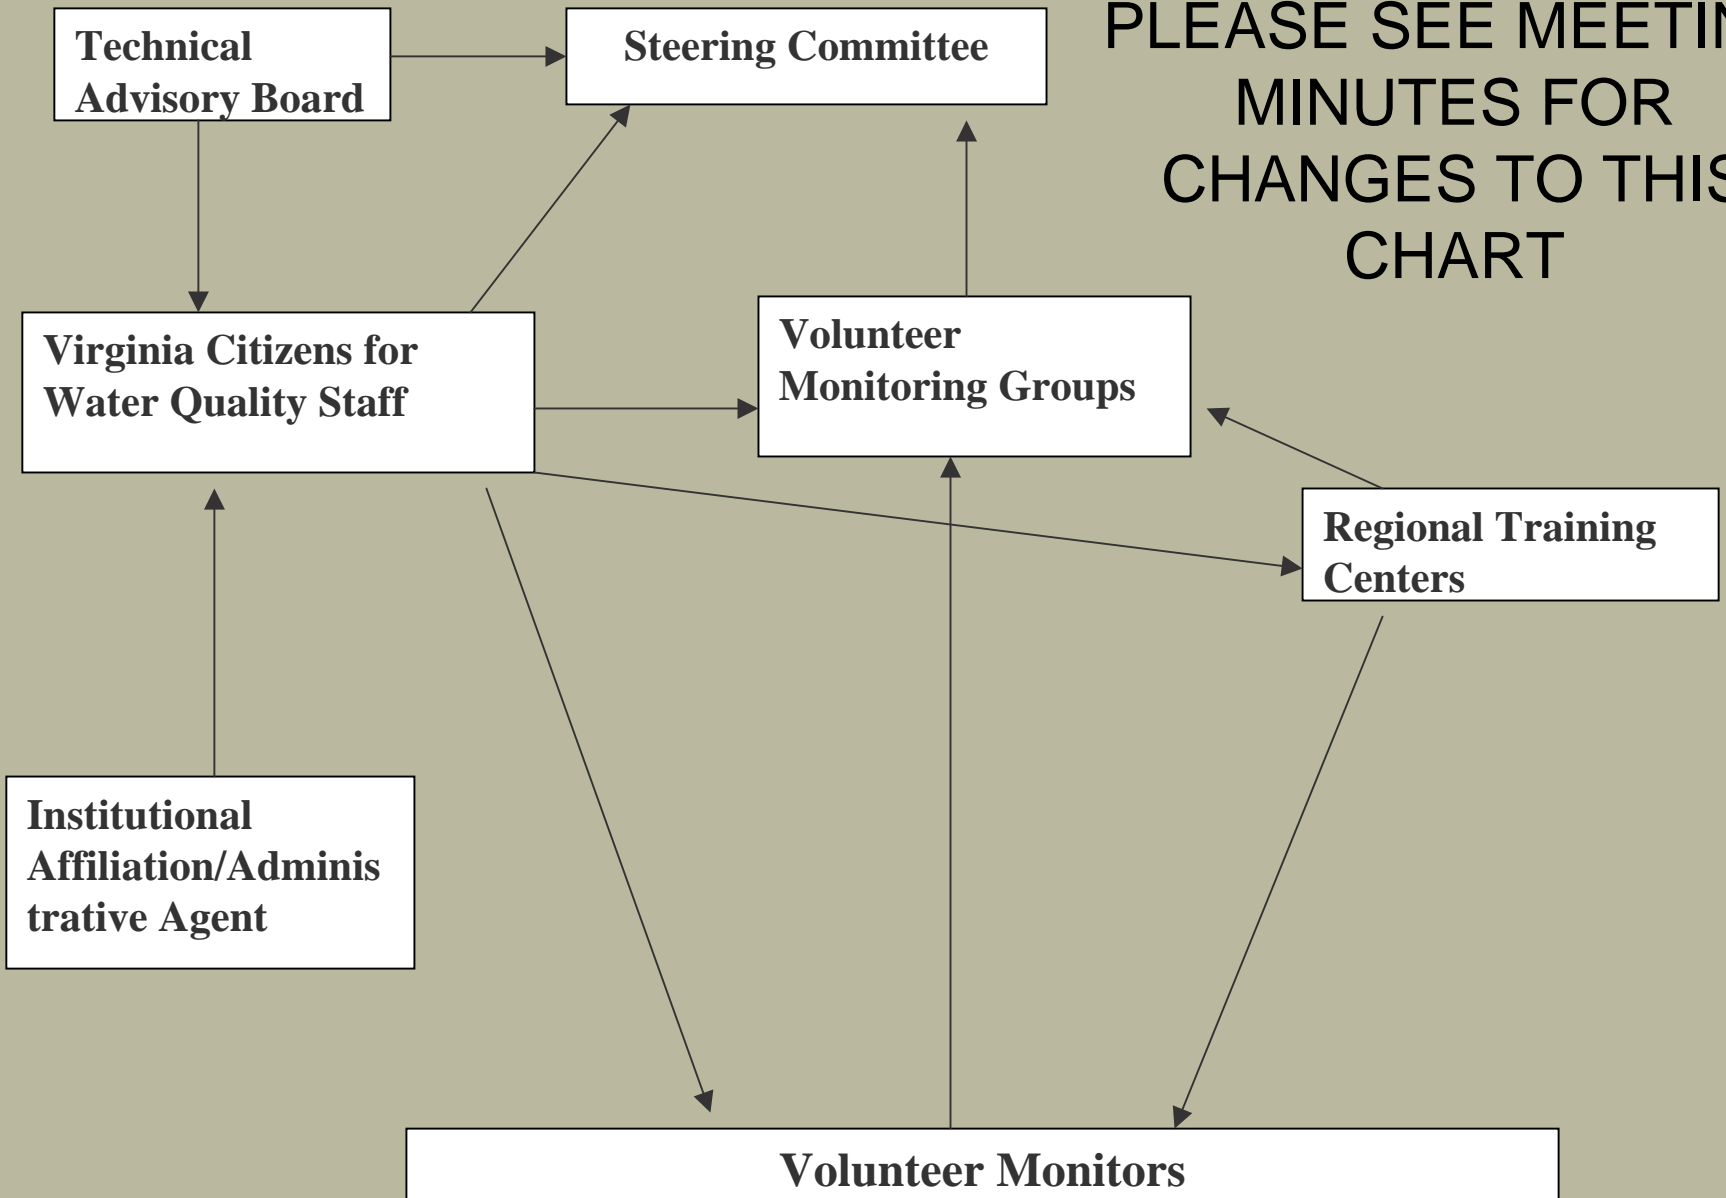 Technical
Advisory Board
Steering Committee
PLEASE SEE MEETIN
MINUTES FOR
CHANGES TO THIS
CHART
Virginia Citizens for
Water Quality Staff
Volunteer
Monitoring Groups
Regional Training
Centers
Institutional
Affiliation/Adminis
trative Agent
Volunteer Monitors